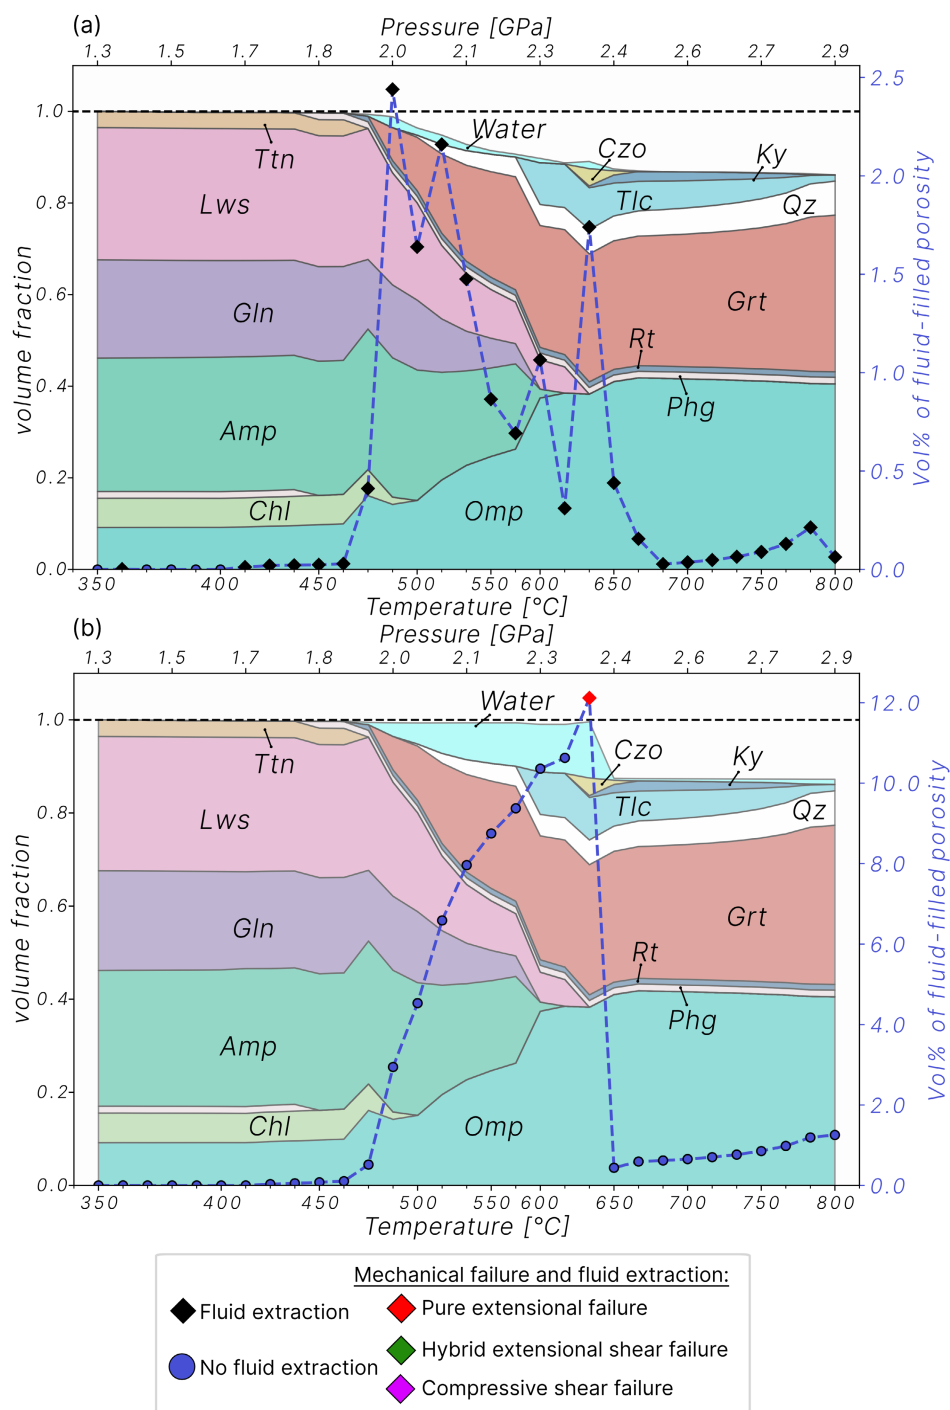 (a)
Pressure [GPa]
1.3 1.5 1.7 1.8 2.0 2.1 2.3 2.4 2.6 2.7 2.9
volume fraction
1.0
0.8
0.6
0.4
0.2
0.0
Vol% of fluid-filled porosity
2.5
2.0
1.5
1.0
0.5
0.0
Water
Ttn
Czo
Ky
Lws
Tlc
Qz
Gln
Grt
Rt
Phg
Amp
Chl
Omp
350 400 450 500 550 600 650 700 750 800
Temperature [°C]
(b)
Pressure [GPa]
1.3 1.5 1.7 1.8 2.0 2.1 2.3 2.4 2.6 2.7 2.9
volume fraction
1.0
0.8
0.6
0.4
0.2
0.0
Vol% of fluid-filled porosity
12.0
10.0
8.0
6.0
4.0
2.0
0.0
Water
Ttn
Czo
Ky
Lws
Tlc
Qz
Gln
Grt
Rt
Phg
Amp
Chl
Omp
350 400 450 500 550 600 650 700 750 800
Temperature [°C]
Mechanical failure and fluid extraction:
Fluid extraction
Pure extensional failure
Hybrid extensional shear failure
No fluid extraction
Compressive shear failure